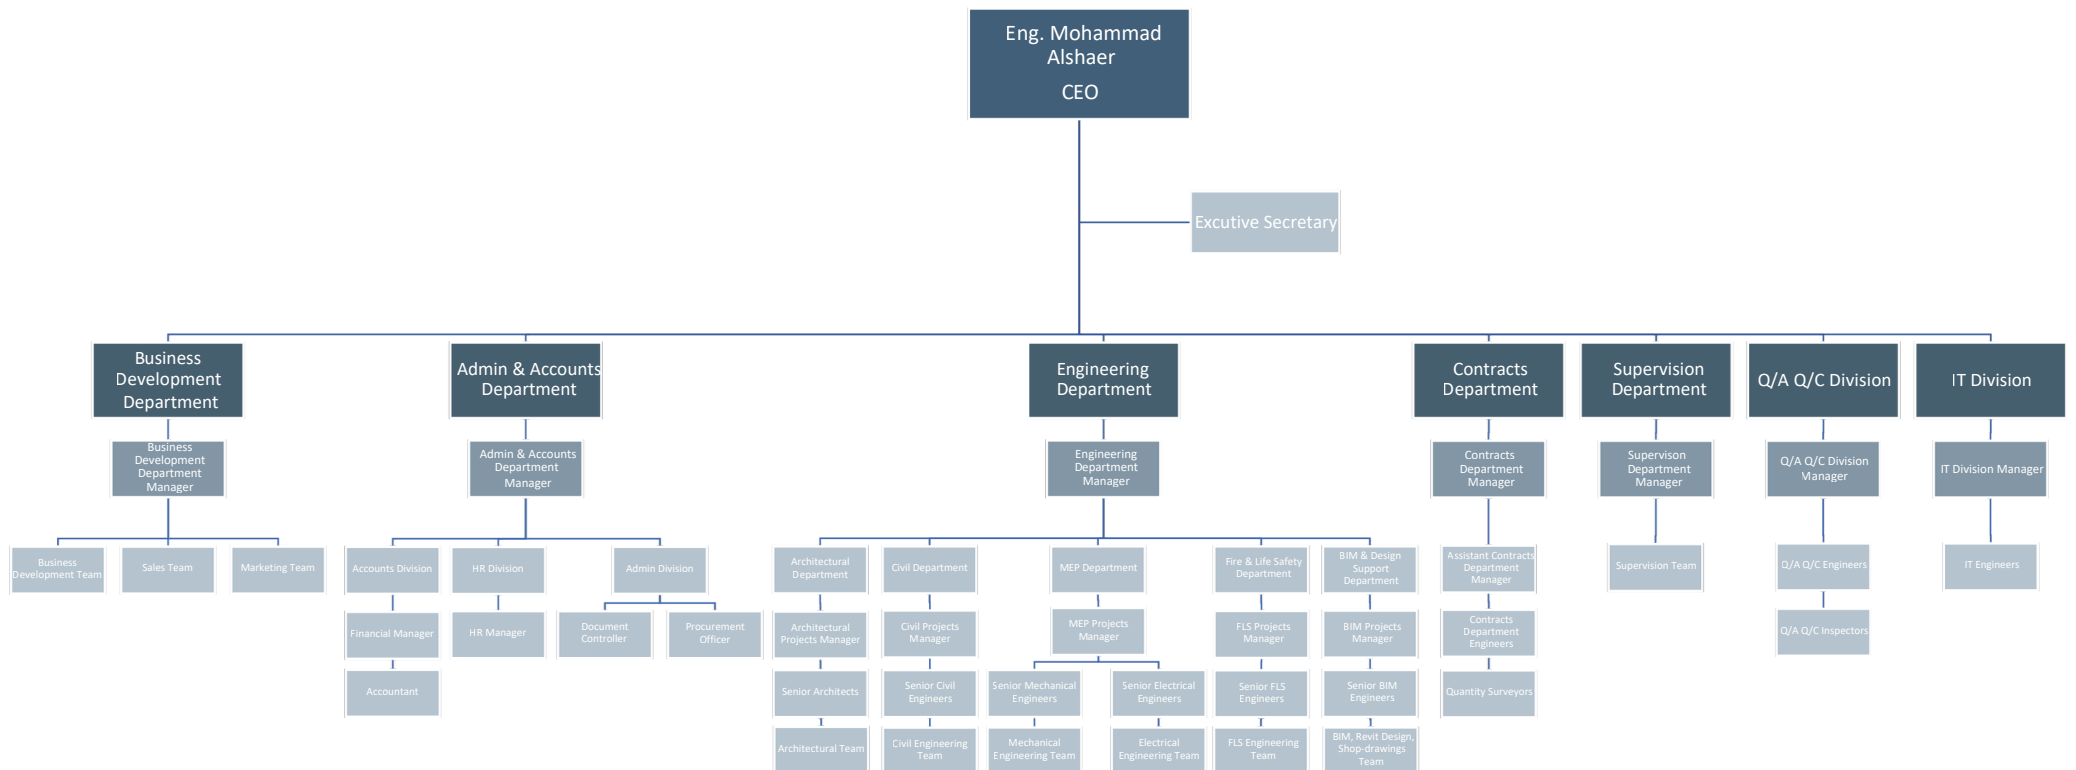 Eng. Mohammad
Alshaer
CEO
Excutive Secretary
Business
Development
Department
Admin & Accounts
Department
Engineering
Department
Contracts
Department
Supervision
Department
Q/A Q/C Division
IT Division
Business
Development
Department
Manager
Admin & Accounts
Department
Manager
Engineering
Department
Manager
Contracts
Department
Manager
Supervison
Department
Manager
Q/A Q/C Division
Manager
IT Division Manager
Business
Development Team
Sales Team
Marketing Team
Accounts Division
HR Division
Admin Division
Architectural
Department
Civil Department
MEP Department
Fire & Life Safety
Department
BIM & Design
Support
Department
Assistant Contracts
Department
Manager
Supervision Team
Q/A Q/C Engineers
IT Engineers
Financial Manager
HR Manager
Document
Controller
Procurement
Officer
Architectural
Projects Manager
Civil Projects
Manager
MEP Projects
Manager
FLS Projects
Manager
BIM Projects
Manager
Contracts
Department
Engineers
Q/A Q/C Inspectors
Accountant
Senior Architects
Senior Civil
Engineers
Senior Mechanical
Engineers
Senior Electrical
Engineers
Senior FLS
Engineers
Senior BIM
Engineers
Quantity Surveyors
Architectural Team
Civil Engineering
Team
Mechanical
Engineering Team
Electrical
Engineering Team
FLS Engineering
Team
BIM, Revit Design,
Shop-drawings
Team